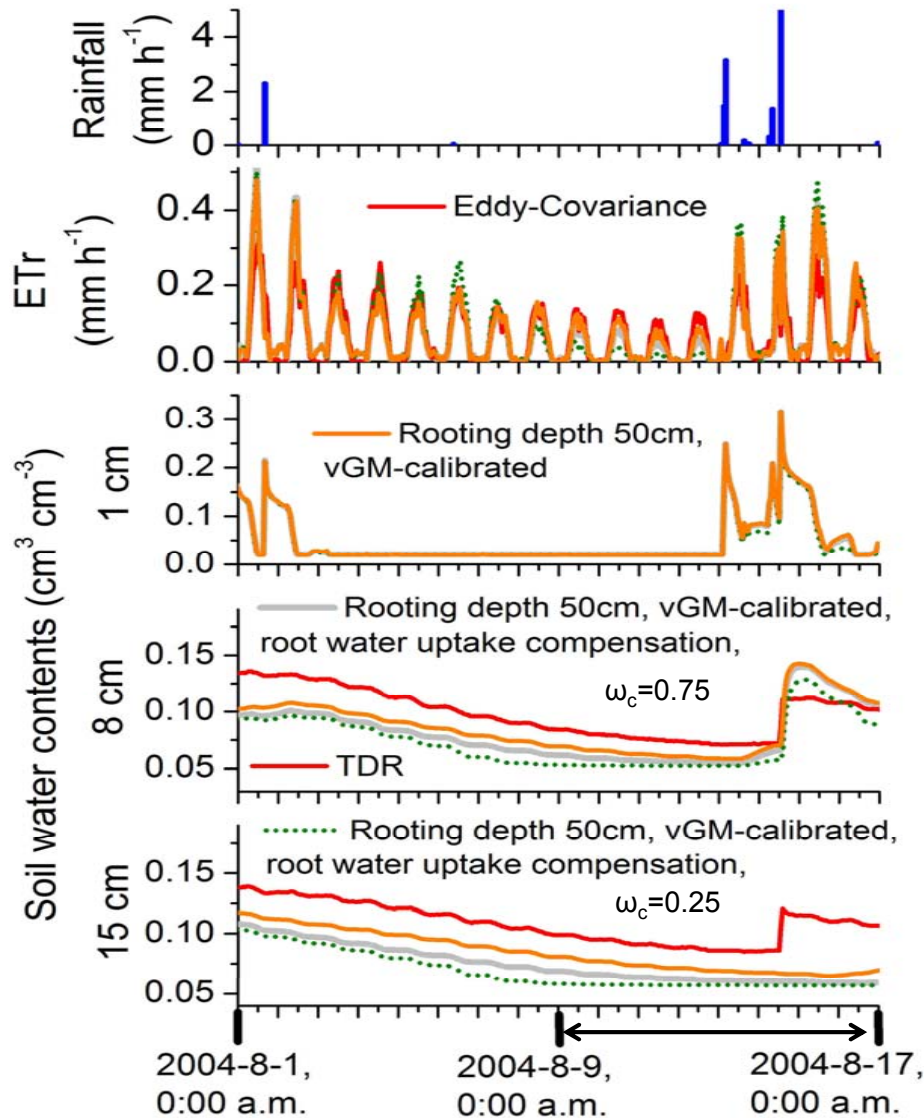 Rainfall
(mm h⁻¹)
4
2
0
ETr
(mm h⁻¹)
0.4
0.2
0.0
Eddy-Covariance
Soil water contents (cm³ cm⁻³)
1 cm
0.3
0.2
0.1
0.0
Rooting depth 50cm,
vGM-calibrated
8 cm
0.15
0.10
0.05
Rooting depth 50cm, vGM-calibrated,
root water uptake compensation,
ω_c=0.75
TDR
15 cm
0.15
0.10
0.05
Rooting depth 50cm, vGM-calibrated,
root water uptake compensation,
ω_c=0.25
2004-8-1,
0:00 a.m.
2004-8-9,
0:00 a.m.
2004-8-17,
0:00 a.m.